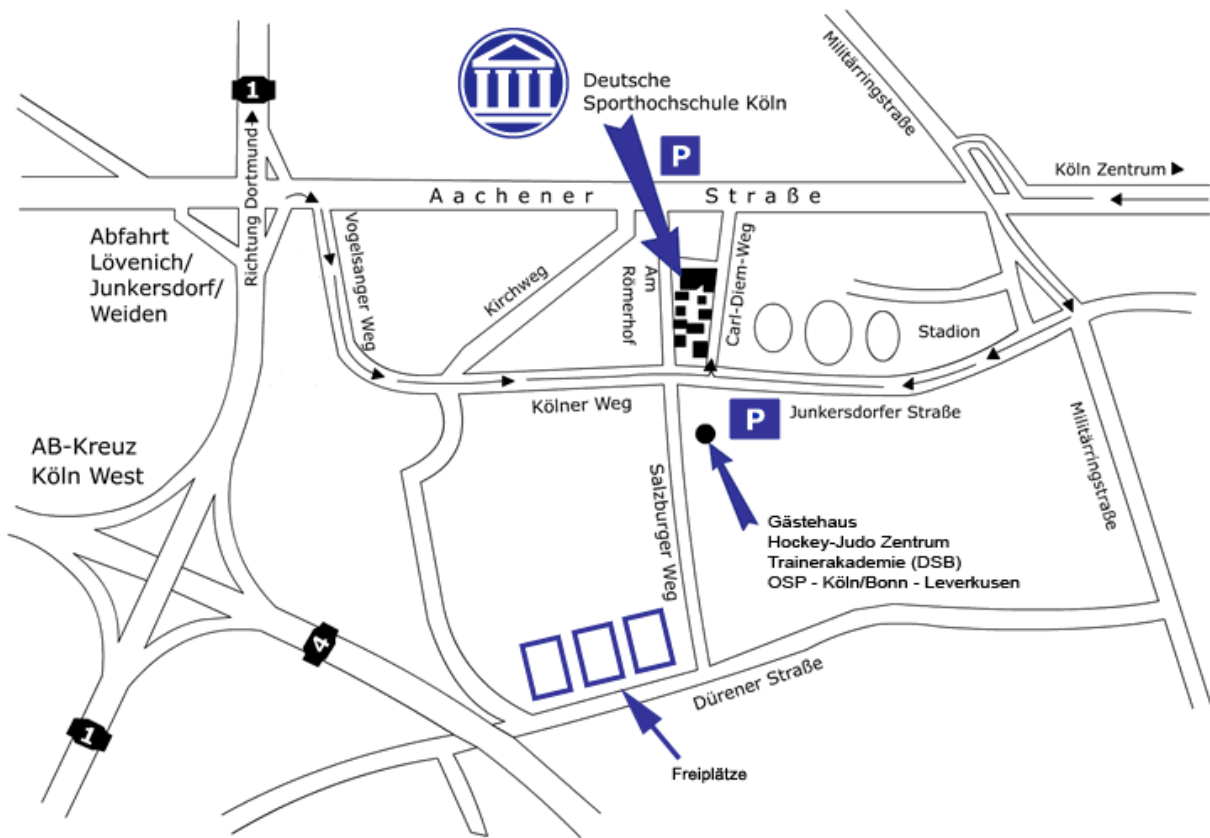 1
Richtung Dortmund
Deutsche
Sporthochschule Köln
P
Militärringstraße
Köln Zentrum
Aachener Straße
Abfahrt
Lövenich/
Junkersdorf/
Weiden
Vogelsanger Weg
Kirchweg
Am
Römerhof
Carl-Diem-Weg
Stadion
Kölner Weg
P
Junkersdorfer Straße
AB-Kreuz
Köln West
Salzburger Weg
Militärringstraße
Gästehaus
Hockey-Judo Zentrum
Trainerakademie (DSB)
OSP - Köln/Bonn - Leverkusen
4
1
Dürener Straße
Freiplätze